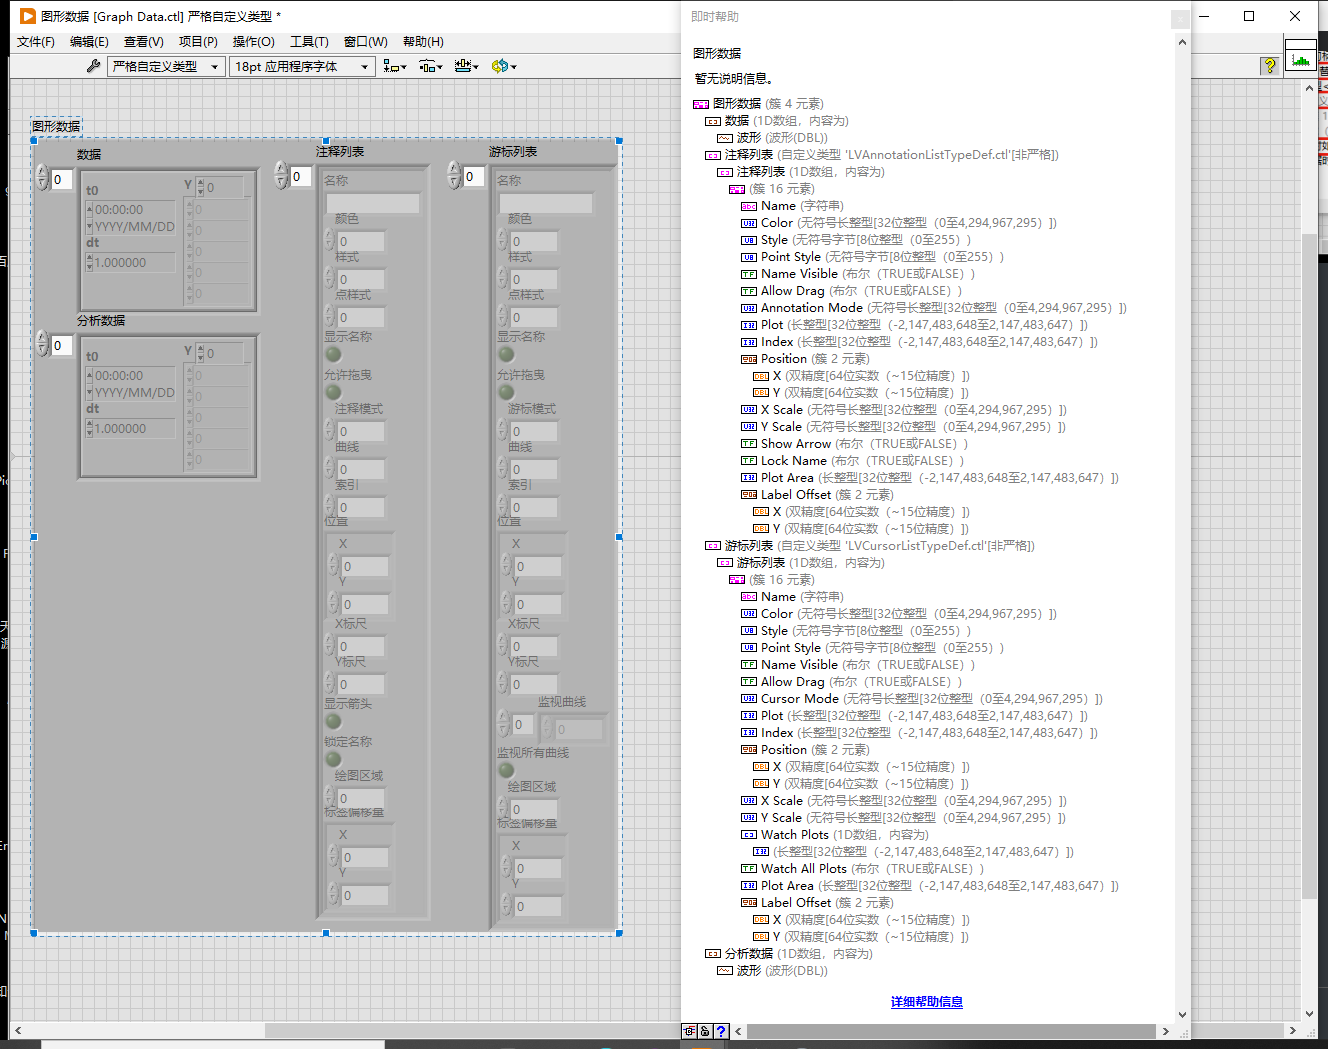 图形数据 [Graph Data.ctl] 严格自定义类型 *
文件(F) 编辑(E) 查看(V) 项目(P) 操作(O) 工具(T) 窗口(W) 帮助(H)
严格自定义类型 18pt 应用程序字体
图形数据
数据
0
t0
00:00:00
YYYY/MM/DD
dt
1.000000
Y 0
0
0
0
0
0
分析数据
0
t0
00:00:00
YYYY/MM/DD
dt
1.000000
Y 0
0
0
0
0
0
注释列表
0
名称
颜色
0
样式
0
点样式
0
显示名称
允许拖曳
注释模式
0
曲线
0
索引
0
位置
X
0
Y
0
X标尺
0
Y标尺
0
显示箭头
锁定名称
绘图区域
0
标签偏移量
X
0
Y
0
游标列表
0
名称
颜色
0
样式
0
点样式
0
显示名称
允许拖曳
游标模式
0
曲线
0
索引
0
位置
X
0
Y
0
X标尺
0
Y标尺
0
监视曲线
0
0
监视所有曲线
绘图区域
0
标签偏移量
X
0
Y
0
即时帮助
图形数据
暂无说明信息。
图形数据 (簇 4 元素)
数据 (1D数组，内容为)
波形 (波形(DBL))
注释列表 (自定义类型 'LVAnnotationListTypeDef.ctl'[非严格])
注释列表 (1D数组，内容为)
(簇 16 元素)
abc Name (字符串)
U32 Color (无符号长整型[32位整型（0至4,294,967,295）])
U8 Style (无符号字节[8位整型（0至255）)
U8 Point Style (无符号字节[8位整型（0至255）)
TF Name Visible (布尔（TRUE或FALSE）)
TF Allow Drag (布尔（TRUE或FALSE）)
U32 Annotation Mode (无符号长整型[32位整型（0至4,294,967,295）])
I32 Plot (长整型[32位整型（-2,147,483,648至2,147,483,647）])
I32 Index (长整型[32位整型（-2,147,483,648至2,147,483,647）])
Position (簇 2 元素)
DBL X (双精度[64位实数（~15位精度）])
DBL Y (双精度[64位实数（~15位精度）])
U32 X Scale (无符号长整型[32位整型（0至4,294,967,295）])
U32 Y Scale (无符号长整型[32位整型（0至4,294,967,295）])
TF Show Arrow (布尔（TRUE或FALSE）)
TF Lock Name (布尔（TRUE或FALSE）)
I32 Plot Area (长整型[32位整型（-2,147,483,648至2,147,483,647）])
Label Offset (簇 2 元素)
DBL X (双精度[64位实数（~15位精度）])
DBL Y (双精度[64位实数（~15位精度）])
游标列表 (自定义类型 'LVCursorListTypeDef.ctl'[非严格])
游标列表 (1D数组，内容为)
(簇 16 元素)
abc Name (字符串)
U32 Color (无符号长整型[32位整型（0至4,294,967,295）])
U8 Style (无符号字节[8位整型（0至255）)
U8 Point Style (无符号字节[8位整型（0至255）)
TF Name Visible (布尔（TRUE或FALSE）)
TF Allow Drag (布尔（TRUE或FALSE）)
U32 Cursor Mode (无符号长整型[32位整型（0至4,294,967,295）])
I32 Plot (长整型[32位整型（-2,147,483,648至2,147,483,647）])
I32 Index (长整型[32位整型（-2,147,483,648至2,147,483,647）])
Position (簇 2 元素)
DBL X (双精度[64位实数（~15位精度）])
DBL Y (双精度[64位实数（~15位精度）])
U32 X Scale (无符号长整型[32位整型（0至4,294,967,295）])
U32 Y Scale (无符号长整型[32位整型（0至4,294,967,295）])
Watch Plots (1D数组，内容为)
I32 (长整型[32位整型（-2,147,483,648至2,147,483,647）])
TF Watch All Plots (布尔（TRUE或FALSE）)
I32 Plot Area (长整型[32位整型（-2,147,483,648至2,147,483,647）])
Label Offset (簇 2 元素)
DBL X (双精度[64位实数（~15位精度）])
DBL Y (双精度[64位实数（~15位精度）])
分析数据 (1D数组，内容为)
波形 (波形(DBL))
详细帮助信息